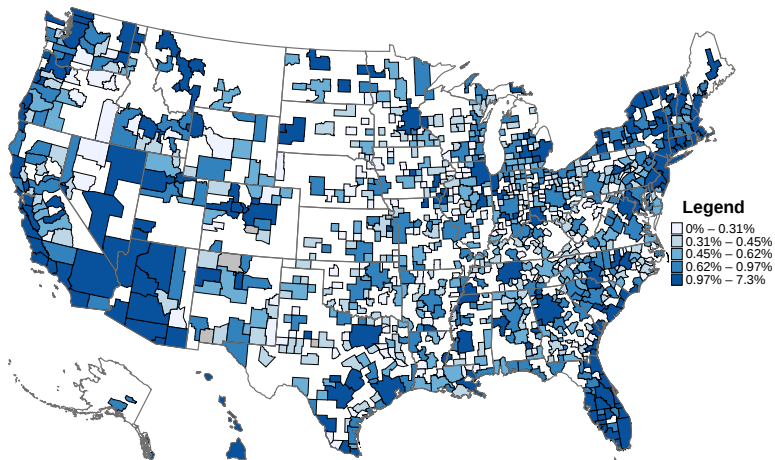 Legend
0% – 0.31%
0.31% – 0.45%
0.45% – 0.62%
0.62% – 0.97%
0.97% – 7.3%